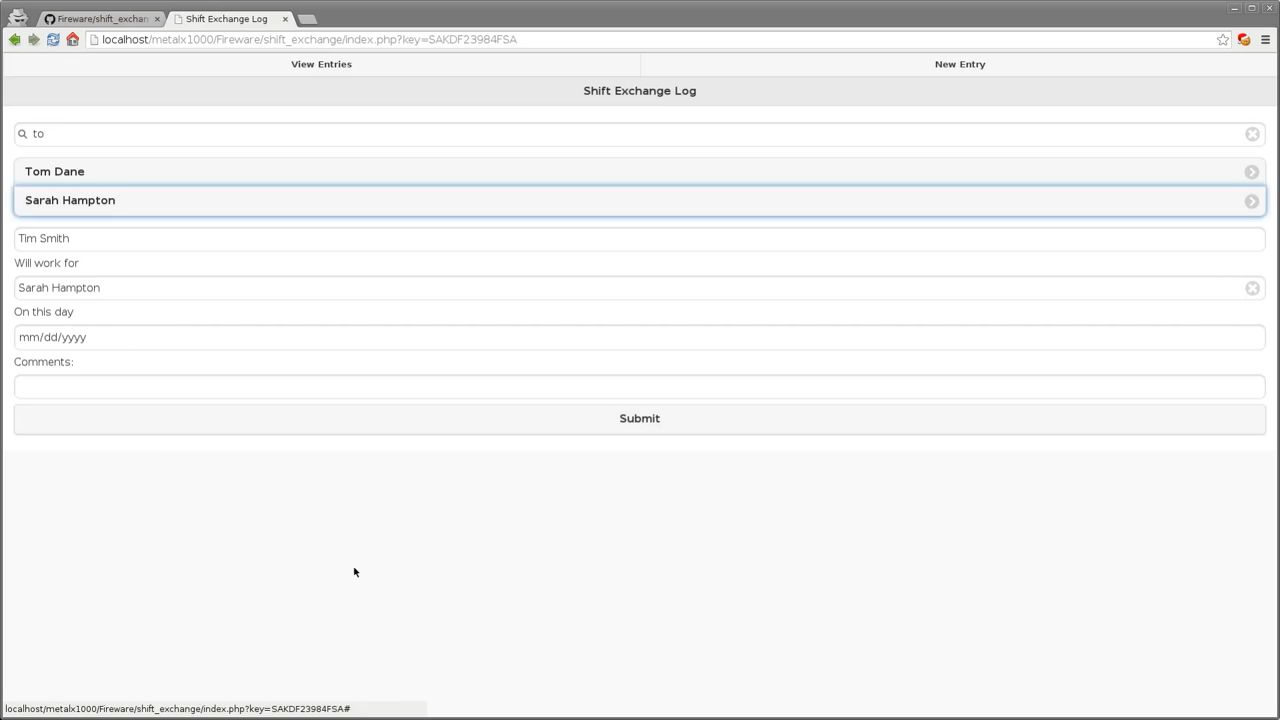 Fireware/shift_exchan
Shift Exchange Log
localhost/metalx1000/Fireware/shift_exchange/index.php?key=SAKDF23984FSA
View Entries
New Entry
Shift Exchange Log
to
Tom Dane
Sarah Hampton
Tim Smith
Will work for
Sarah Hampton
On this day
mm/dd/yyyy
Comments:
Submit
localhost/metalx1000/Fireware/shift_exchange/index.php?key=SAKDF23984FSA#